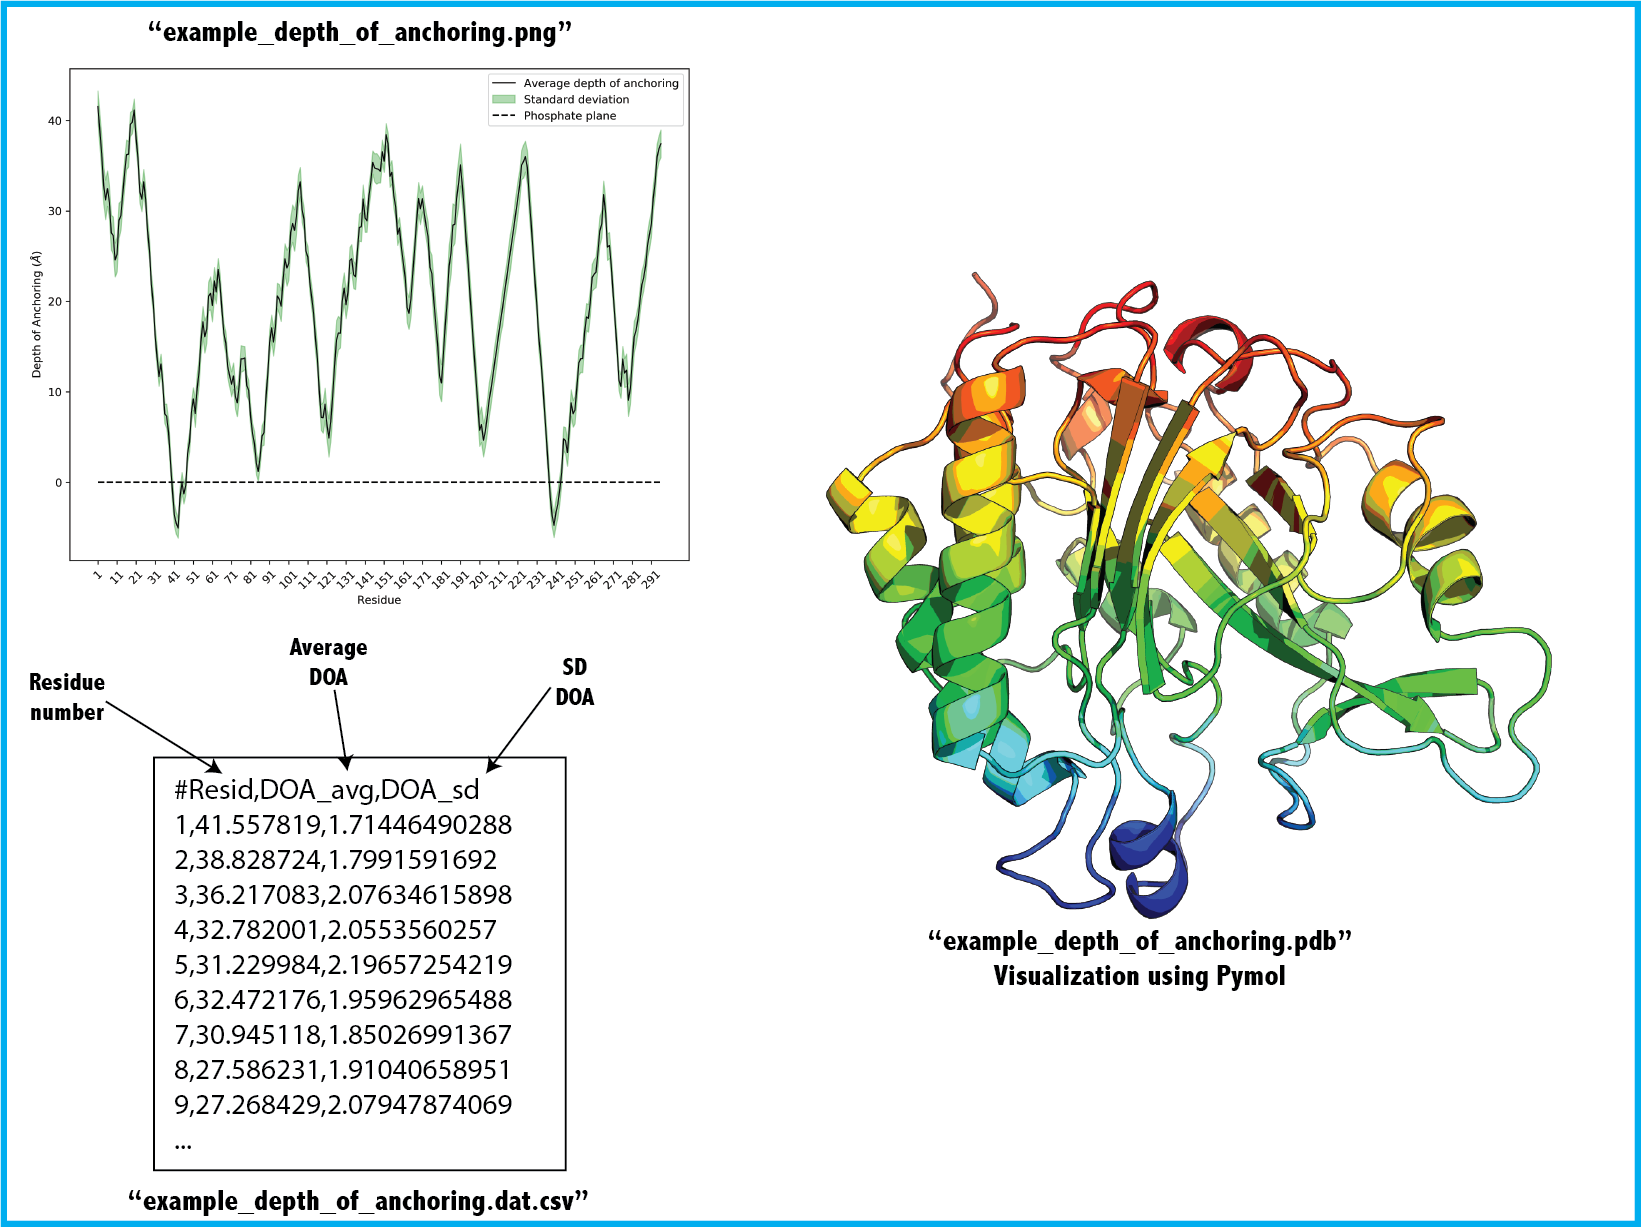 “example_depth_of_anchoring.png”
Average depth of anchoring
Standard deviation
Phosphate plane
Depth of Anchoring (Å)
40
30
20
10
0
1 11 21 31 41 51 61 71 81 91 101 111 121 131 141 151 161 171 181 191 201 211 221 231 241 251 261 271 281 291
Residue
Residue
number
Average
DOA
SD
DOA
#Resid,DOA_avg,DOA_sd
1,41.557819,1.71446490288
2,38.828724,1.7991591692
3,36.217083,2.07634615898
4,32.782001,2.0553560257
5,31.229984,2.19657254219
6,32.472176,1.95962965488
7,30.945118,1.85026991367
8,27.586231,1.91040658951
9,27.268429,2.07947874069
...
“example_depth_of_anchoring.dat.csv”
“example_depth_of_anchoring.pdb”
Visualization using Pymol